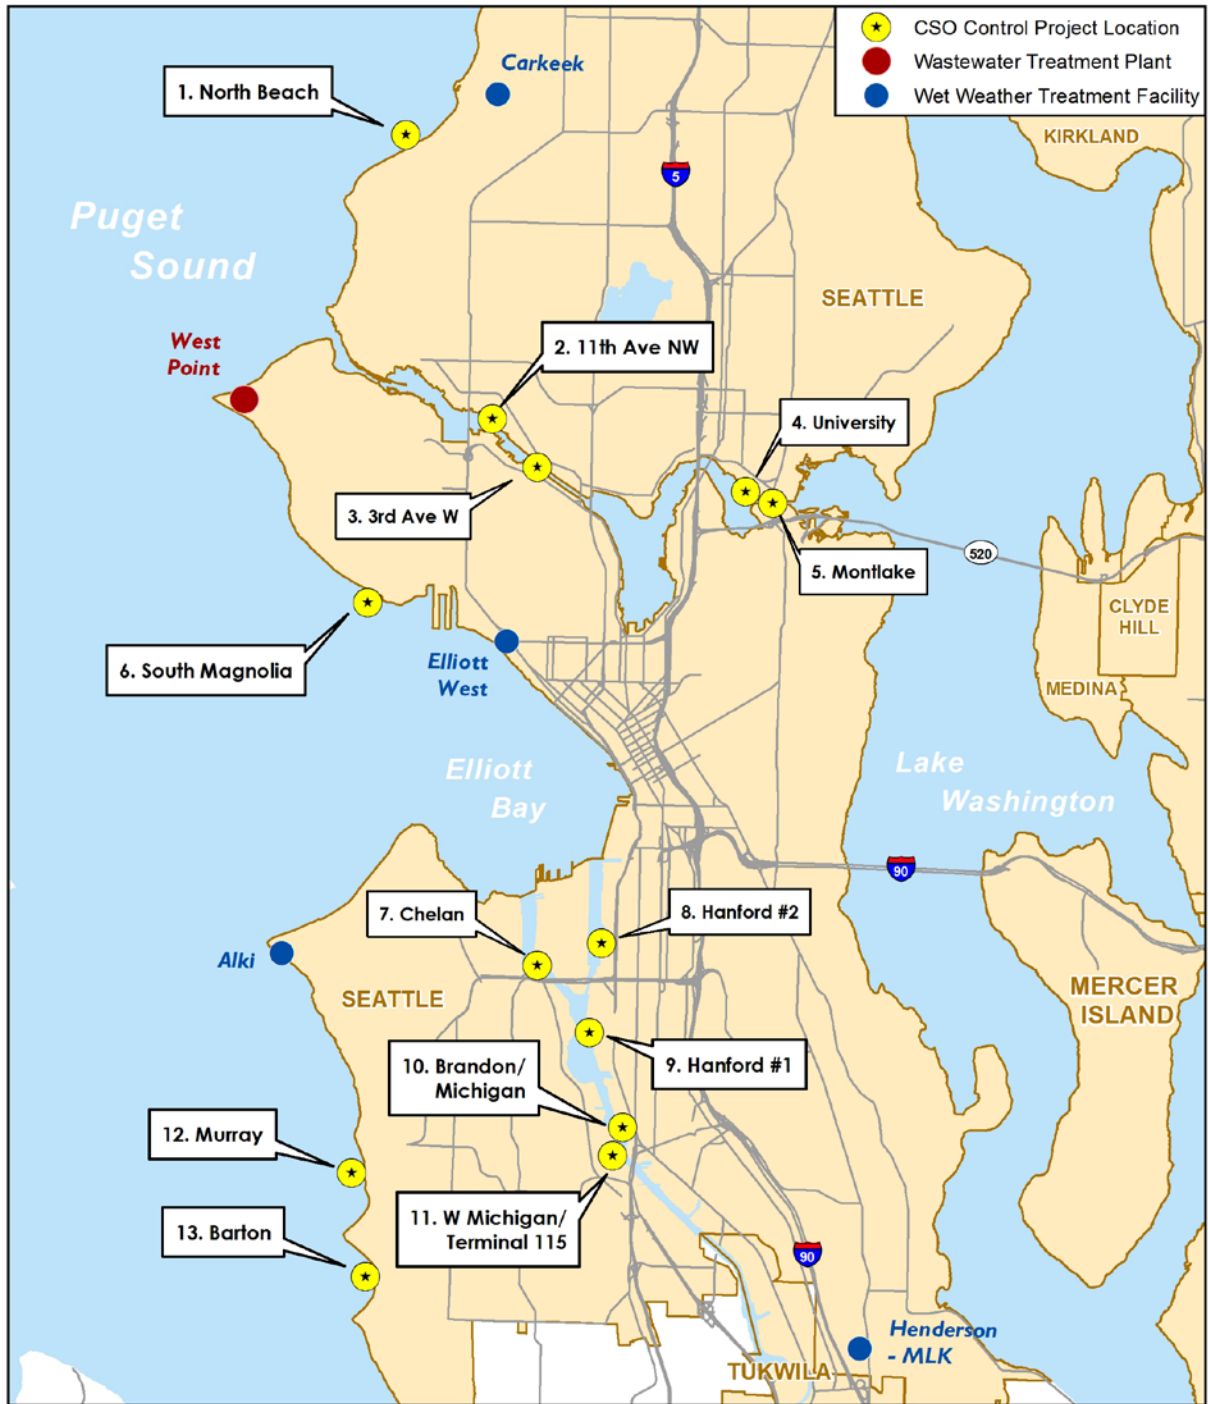 CSO Control Project Location
Wastewater Treatment Plant
Wet Weather Treatment Facility
Carkeek
1. North Beach
KIRKLAND
5
Puget
Sound
SEATTLE
West
Point
2. 11th Ave NW
4. University
3. 3rd Ave W
520
5. Montlake
CLYDE
HILL
6. South Magnolia
Elliott
West
MEDINA
Elliott
Bay
Lake
Washington
90
7. Chelan
8. Hanford #2
Alki
SEATTLE
MERCER
ISLAND
10. Brandon/
Michigan
9. Hanford #1
12. Murray
11. W Michigan/
Terminal 115
13. Barton
90
Henderson
- MLK
TUKWILA